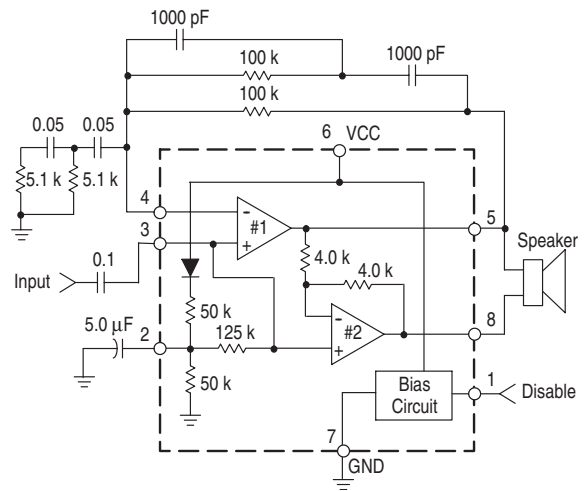 1000 pF
1000 pF
100 k
100 k
0.05
0.05
5.1 k
5.1 k
6
VCC
4
-
#1
+
5
3
Speaker
Input
0.1
4.0 k
4.0 k
50 k
5.0 µF
2
125 k
-
#2
+
8
50 k
Bias
Circuit
1
Disable
7
GND